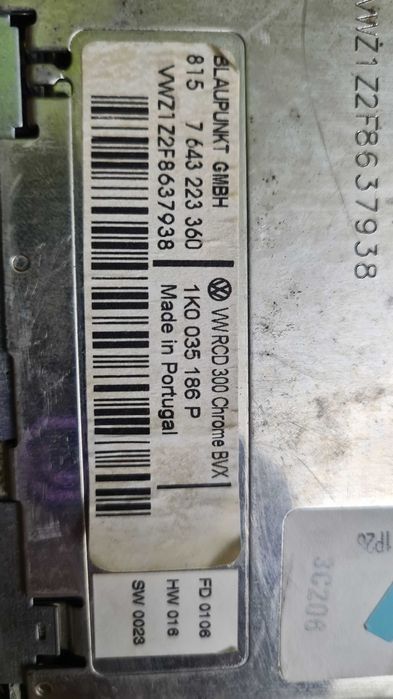 BLAUPUNKT GMBH
815 7 643 223 360
VWZ1Z2F8637938
VW RCD 300 Chrome BVX
1K0 035 186 P
Made in Portugal
FD 0106
HW 016
SW 0023
VWZ1Z2F8637938
3C206